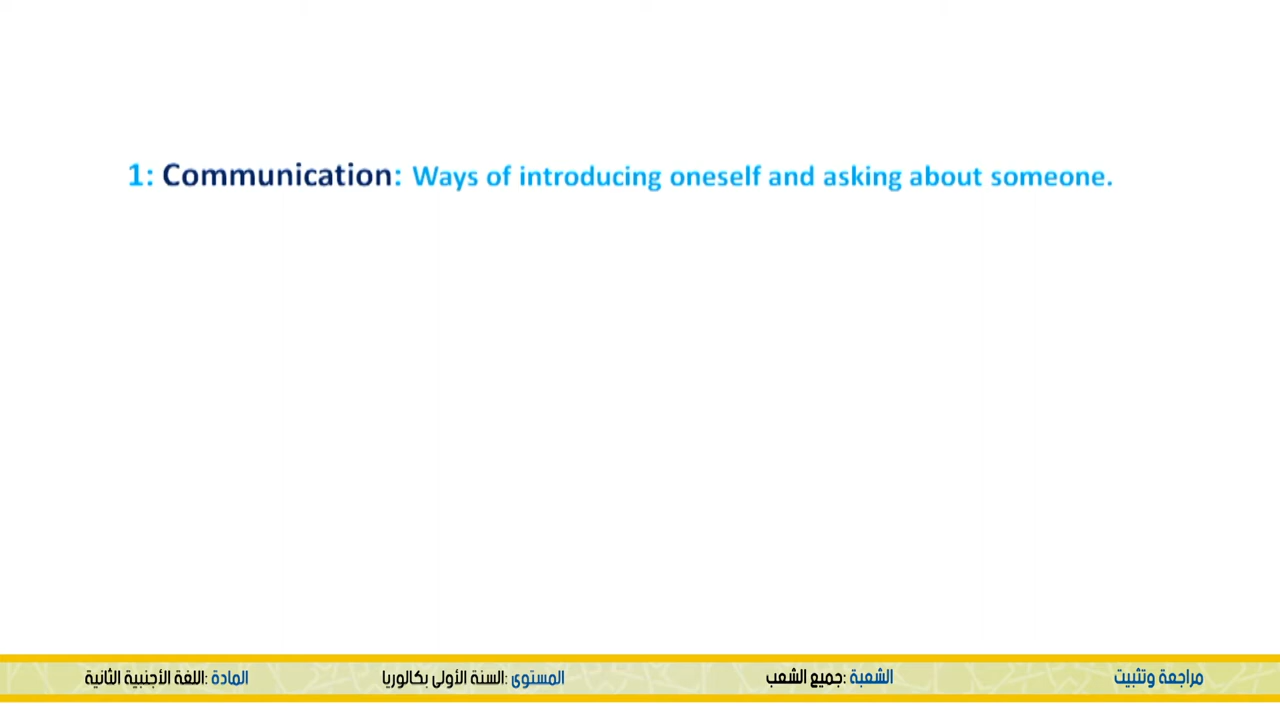 1: Communication: Ways of introducing oneself and asking about someone.
مراجعة وتثبيت
الشعبة :جميع الشعب
المستوى :السنة الأولى بكالوريا
المادة :اللغة الأجنبية الثانية